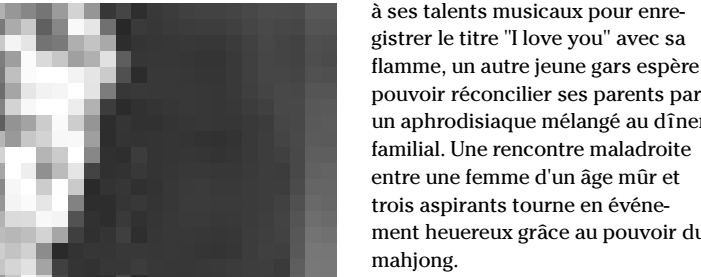 à ses talents musicaux pour enre-
gistrer le titre "I love you" avec sa
flamme, un autre jeune gars espère
pouvoir réconcilier ses parents par
un aphrodisiaque mélangé au dîner
familial. Une rencontre maladroite
entre une femme d'un âge mûr et
trois aspirants tourne en événe-
ment heuereux grâce au pouvoir du
mahjong.